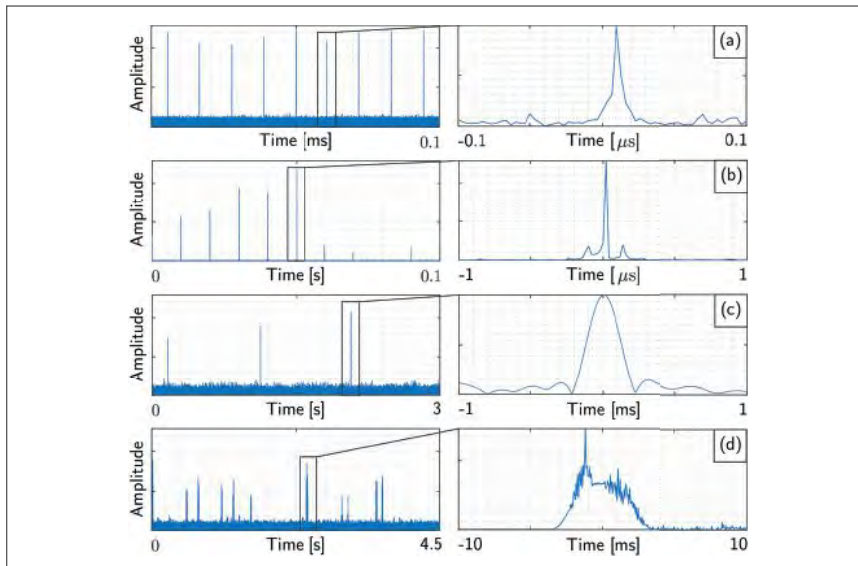 Amplitude
(a)
Time [ms] 0.1
-0.1 Time [μs] 0.1
Amplitude
(b)
0 Time [s] 0.1
-1 Time [μs] 1
Amplitude
(c)
0 Time [s] 3
-1 Time [ms] 1
Amplitude
(d)
0 Time [s] 4.5
-10 Time [ms] 10